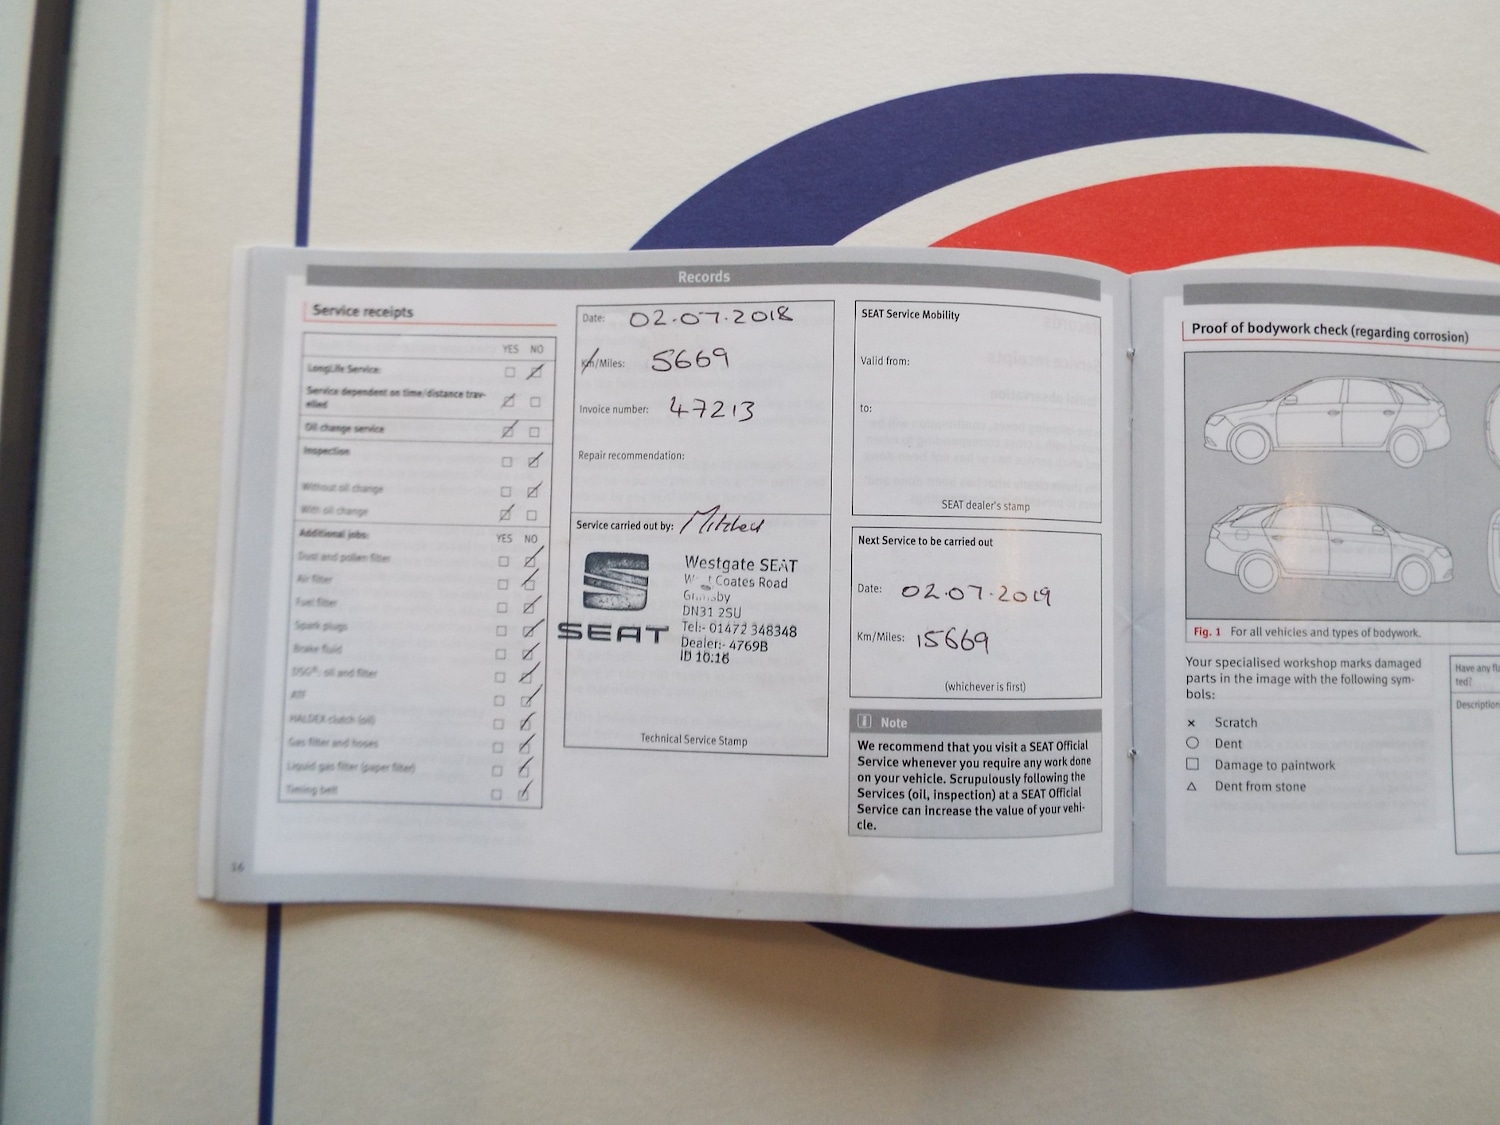 Records
Service receipts
YES NO
LongLife Service:
Service dependent on time/distance trav-
elled
Oil change service
Inspection
Without oil change
With oil change
Additional jobs: YES NO
Dust and pollen filter
Air filter
Fuel filter
Spark plugs
Brake fluid
DSG®: oil and filter
ATF
HALDEX clutch (oil)
Gas filter and hoses
Liquid gas filter (paper filter)
Timing belt
16
Date: 02.07.2018
Km/Miles: 5669
Invoice number: 47213
Repair recommendation:
Service carried out by:
SEAT
Westgate SEAT
Coates Road
DN31 2SU
Tel:- 01472 348348
Dealer:- 4769B
ID 10:16
Technical Service Stamp
SEAT Service Mobility
Valid from:
to:
SEAT dealer's stamp
Next Service to be carried out
Date: 02.07.2019
Km/Miles: 15669
(whichever is first)
i Note
We recommend that you visit a SEAT Official
Service whenever you require any work done
on your vehicle. Scrupulously following the
Services (oil, inspection) at a SEAT Official
Service can increase the value of your vehi-
cle.
Proof of bodywork check (regarding corrosion)
Fig. 1 For all vehicles and types of bodywork.
Your specialised workshop marks damaged
parts in the image with the following sym-
bols:
x Scratch
○ Dent
□ Damage to paintwork
△ Dent from stone
Have any
ted?
Description